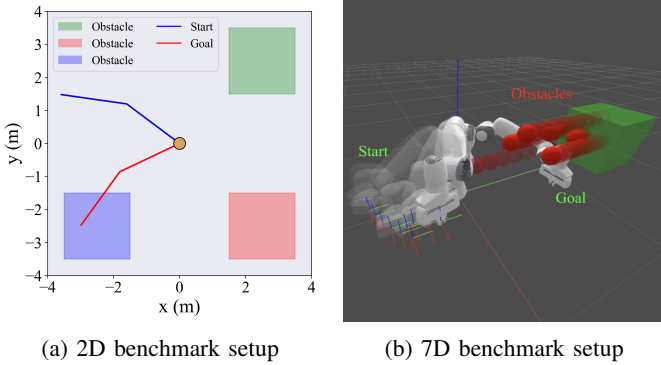 4
3
2
1
0
−1
−2
−3
−4
y (m)
Obstacle
Obstacle
Obstacle
Start
Goal
−4
−2
0
2
4
x (m)
Obstacles
Start
Goal
(a) 2D benchmark setup
(b) 7D benchmark setup